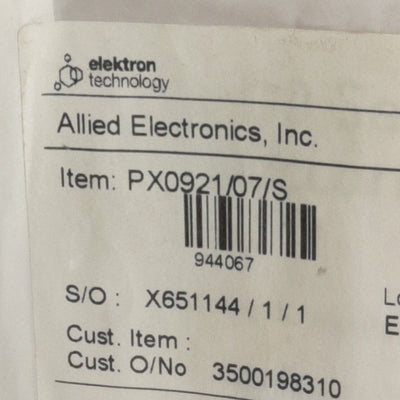 elektron
technology
Allied Electronics, Inc.
Item: PX0921/07/S
944067
S/O : X651144 / 1 / 1
Cust. Item :
Cust. O/No 3500198310